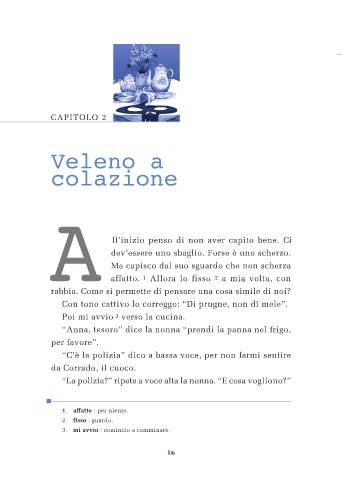 CAPITOLO 2
Veleno a
colazione
All'inizio penso di non aver capito bene. Ci
dev'essere uno sbaglio. Forse è uno scherzo.
Ma capisco dal suo sguardo che non scherza
affatto. 1 Allora lo fisso 2 a mia volta, con
rabbia. Come si permette di pensare una cosa simile di noi?
Con tono cattivo lo correggo: "Di prugne, non di mele".
Poi mi avvio 3 verso la cucina.
"Anna, tesoro" dice la nonna "prendi la panna nel frigo,
per favore".
"C'è la polizia" dico a bassa voce, per non farmi sentire
da Corrado, il cuoco.
"La polizia?" ripete a voce alta la nonna. "E cosa vogliono?"
1. affatto : per niente.
2. fisso : guardo.
3. mi avvio : comincio a camminare.
16